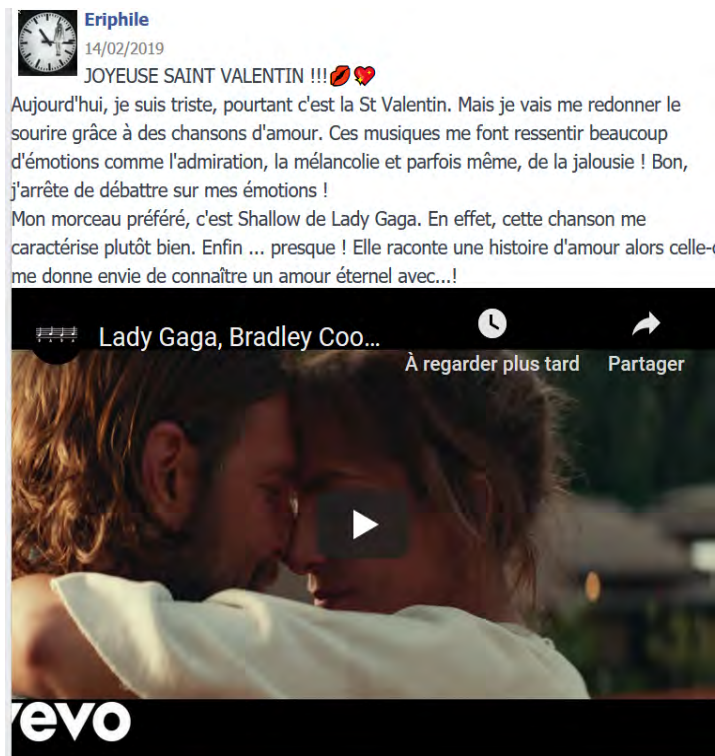 Eriphile
14/02/2019
JOYEUSE SAINT VALENTIN !!!💋💖
Aujourd'hui, je suis triste, pourtant c'est la St Valentin. Mais je vais me redonner le
sourire grâce à des chansons d'amour. Ces musiques me font ressentir beaucoup
d'émotions comme l'admiration, la mélancolie et parfois même, de la jalousie ! Bon,
j'arrête de débattre sur mes émotions !
Mon morceau préféré, c'est Shallow de Lady Gaga. En effet, cette chanson me
caractérise plutôt bien. Enfin ... presque ! Elle raconte une histoire d'amour alors
me donne envie de connaître un amour éternel avec...!
Lady Gaga, Bradley Coo...
À regarder plus tard
Partager
vevo